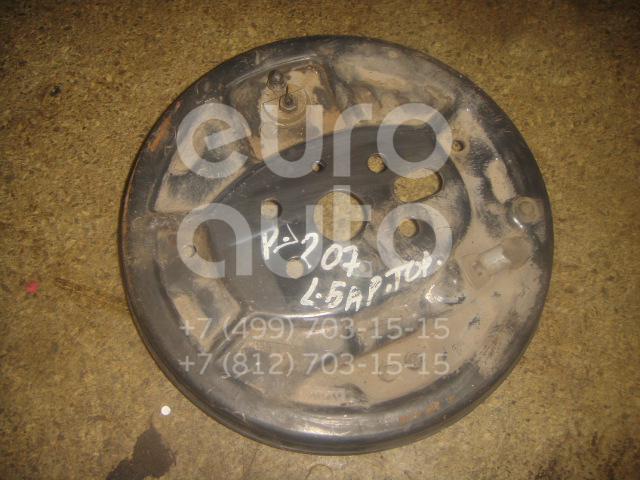 euro
auto
P-J 207
L.БАР.ТОР.
+7 (499) 703-15-15
+7 (812) 703-15-15